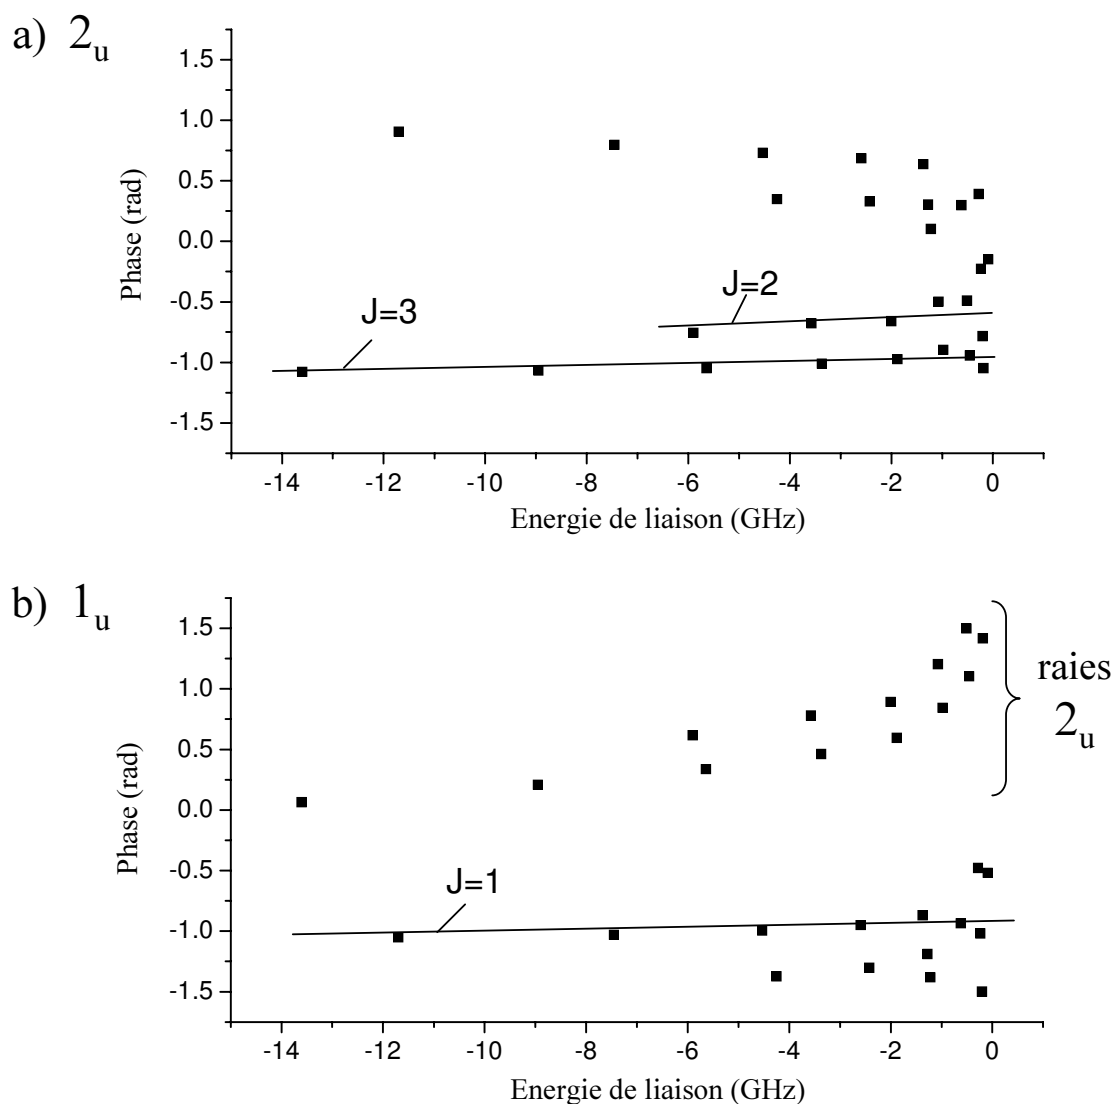 a) 2u
1.5
1.0
0.5
0.0
-0.5
-1.0
-1.5
Phase (rad)
J=2
J=3
-14 -12 -10 -8 -6 -4 -2 0
Energie de liaison (GHz)
b) 1u
1.5
1.0
0.5
0.0
-0.5
-1.0
-1.5
Phase (rad)
raies
2u
J=1
-14 -12 -10 -8 -6 -4 -2 0
Energie de liaison (GHz)